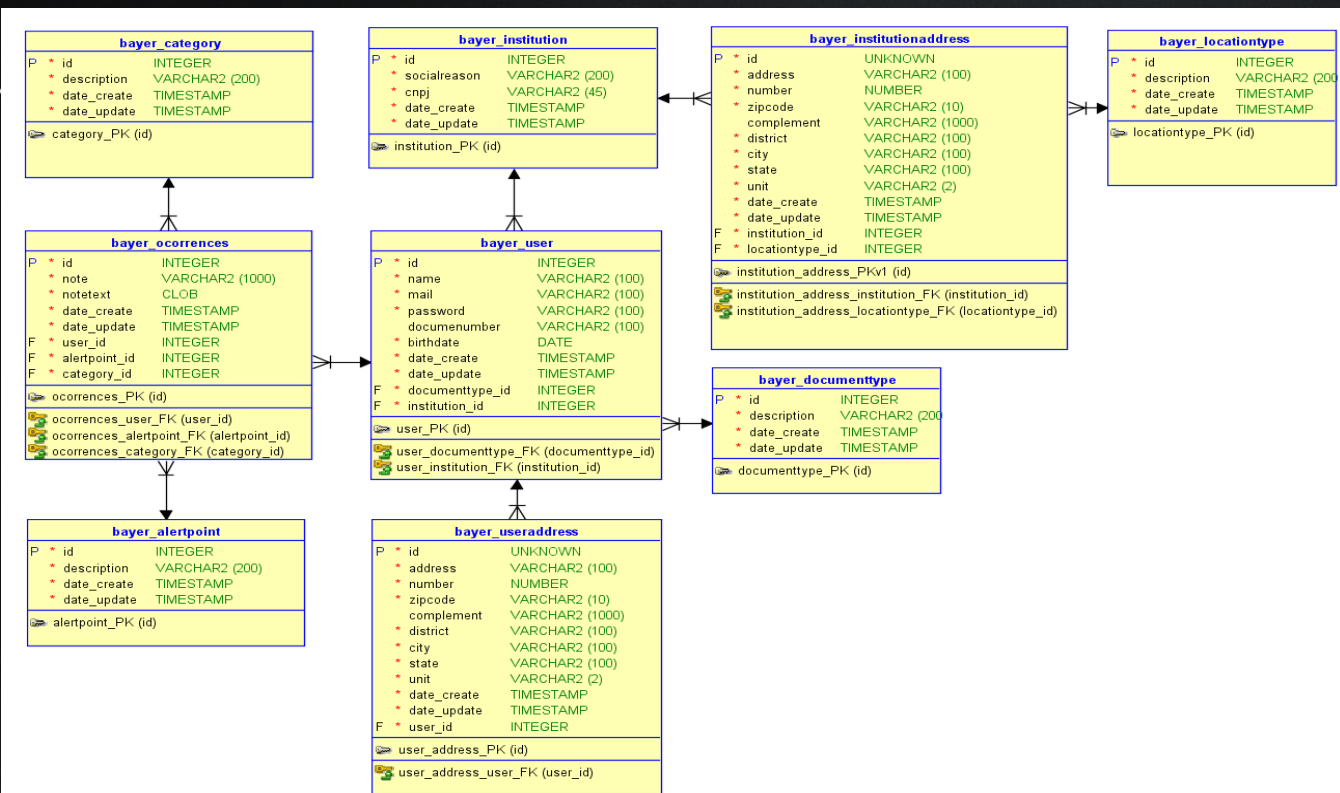 bayer_category
P * id INTEGER
* description VARCHAR2 (200)
* date_create TIMESTAMP
* date_update TIMESTAMP
category_PK (id)
bayer_institution
P * id INTEGER
* socialreason VARCHAR2 (200)
* cnpj VARCHAR2 (45)
* date_create TIMESTAMP
* date_update TIMESTAMP
institution_PK (id)
bayer_institutionaddress
P * id UNKNOWN
* address VARCHAR2 (100)
* number NUMBER
* zipcode VARCHAR2 (10)
complement VARCHAR2 (1000)
* district VARCHAR2 (100)
* city VARCHAR2 (100)
* state VARCHAR2 (100)
* unit VARCHAR2 (2)
* date_create TIMESTAMP
* date_update TIMESTAMP
F * institution_id INTEGER
F * locationtype_id INTEGER
institution_address_PKv1 (id)
institution_address_institution_FK (institution_id)
institution_address_locationtype_FK (locationtype_id)
bayer_locationtype
P * id INTEGER
* description VARCHAR2 (200
* date_create TIMESTAMP
* date_update TIMESTAMP
locationtype_PK (id)
bayer_ocorrences
P * id INTEGER
* note VARCHAR2 (1000)
* notetext CLOB
* date_create TIMESTAMP
* date_update TIMESTAMP
F * user_id INTEGER
F * alertpoint_id INTEGER
F * category_id INTEGER
ocorrences_PK (id)
ocorrences_user_FK (user_id)
ocorrences_alertpoint_FK (alertpoint_id)
ocorrences_category_FK (category_id)
bayer_user
P * id INTEGER
* name VARCHAR2 (100)
* mail VARCHAR2 (100)
* password VARCHAR2 (100)
documenumber VARCHAR2 (100)
* birthdate DATE
* date_create TIMESTAMP
* date_update TIMESTAMP
F * documenttype_id INTEGER
F * institution_id INTEGER
user_PK (id)
user_documenttype_FK (documenttype_id)
user_institution_FK (institution_id)
bayer_documenttype
P * id INTEGER
* description VARCHAR2 (200
* date_create TIMESTAMP
* date_update TIMESTAMP
documenttype_PK (id)
bayer_alertpoint
P * id INTEGER
* description VARCHAR2 (200)
* date_create TIMESTAMP
* date_update TIMESTAMP
alertpoint_PK (id)
bayer_useraddress
P * id UNKNOWN
* address VARCHAR2 (100)
* number NUMBER
* zipcode VARCHAR2 (10)
complement VARCHAR2 (1000)
* district VARCHAR2 (100)
* city VARCHAR2 (100)
* state VARCHAR2 (100)
* unit VARCHAR2 (2)
* date_create TIMESTAMP
* date_update TIMESTAMP
F * user_id INTEGER
user_address_PK (id)
user_address_user_FK (user_id)